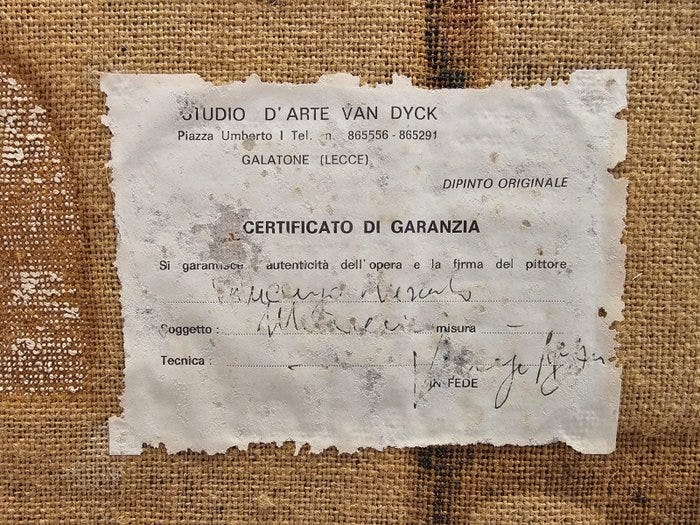 STUDIO D'ARTE VAN DYCK
Piazza Umberto I Tel. n. 865556 - 865291
GALATONE (LECCE)
DIPINTO ORIGINALE
CERTIFICATO DI GARANZIA
Si garantisce autenticità dell'opera e la firma del pittore
Soggetto : misura –
Tecnica :
IN FEDE